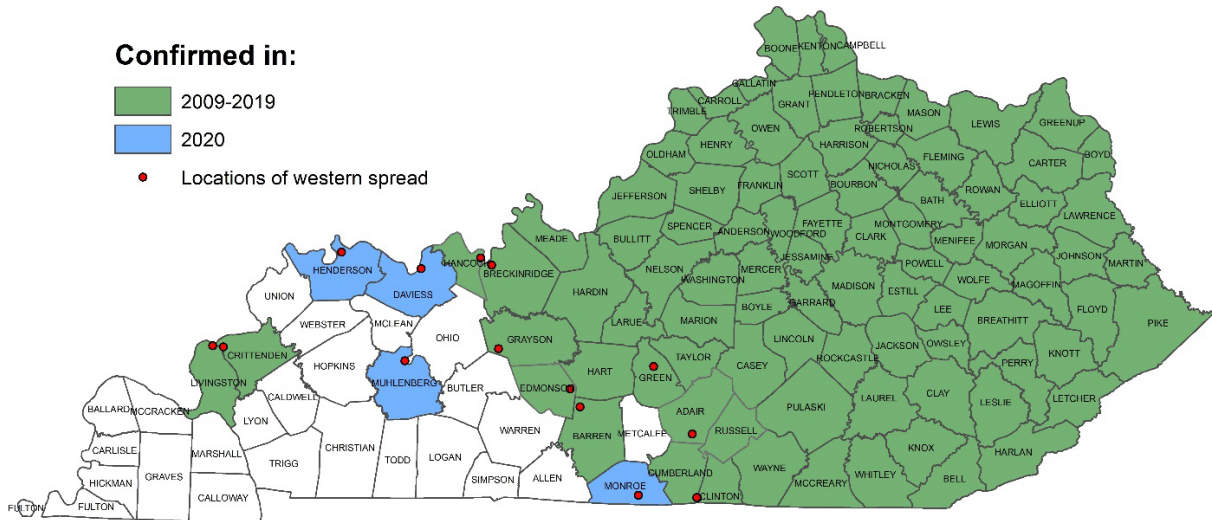 Confirmed in:
2009-2019
2020
Locations of western spread
BOONE
KENTON
CAMPBELL
GALLATIN
PENDLETON
BRACKEN
CARROLL
GRANT
MASON
TRIMBLE
OWEN
LEWIS
GREENUP
ROBERTSON
HENRY
HARRISON
OLDHAM
FLEMING
BOYD
NICHOLAS
CARTER
SCOTT
SHELBY
FRANKLIN
BOURBON
ROWAN
JEFFERSON
BATH
ELLIOTT
LAWRENCE
SPENCER
ANDERSON
WOODFORD
FAYETTE
MONTGOMERY
MEADE
BULLITT
CLARK
MENIFEE
MORGAN
HANCOCK
JESSAMINE
POWELL
JOHNSON
MARTIN
BRECKINRIDGE
NELSON
WASHINGTON
MERCER
HENDERSON
DAVIESS
MADISON
ESTILL
WOLFE
MAGOFFIN
UNION
HARDIN
BOYLE
GARRARD
LEE
FLOYD
WEBSTER
MCLEAN
LARUE
MARION
BREATHITT
PIKE
OHIO
GRAYSON
LINCOLN
JACKSON
OWSLEY
CRITTENDEN
HOPKINS
HART
TAYLOR
CASEY
ROCKCASTLE
PERRY
KNOTT
LIVINGSTON
MUHLENBERG
BUTLER
EDMONSON
GREEN
CALDWELL
LAUREL
CLAY
LESLIE
LETCHER
BALLARD
MCCRACKEN
LYON
ADAIR
PULASKI
CARLISLE
MARSHALL
CHRISTIAN
TODD
LOGAN
WARREN
BARREN
METCALFE
RUSSELL
KNOX
HARLAN
GRAVES
TRIGG
SIMPSON
ALLEN
CUMBERLAND
WAYNE
WHITLEY
BELL
HICKMAN
MONROE
MCCREARY
CALLOWAY
CLINTON
FULTON
FULTON